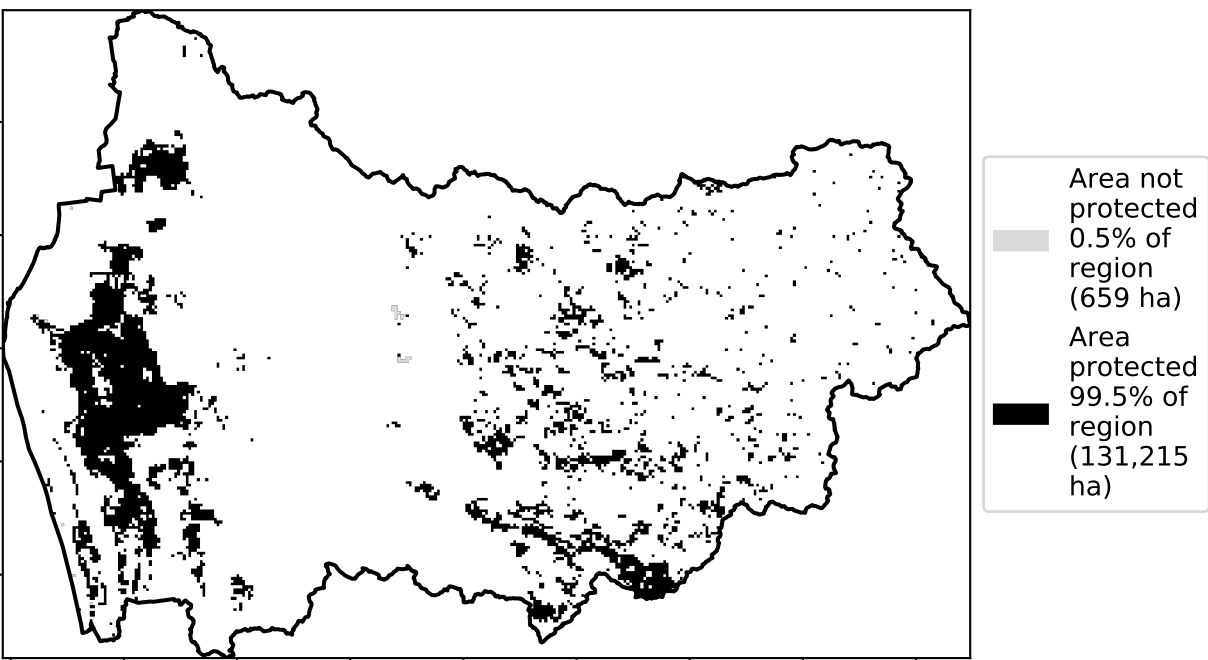 Area not
protected
0.5% of
region
(659 ha)
Area
protected
99.5% of
region
(131,215
ha)